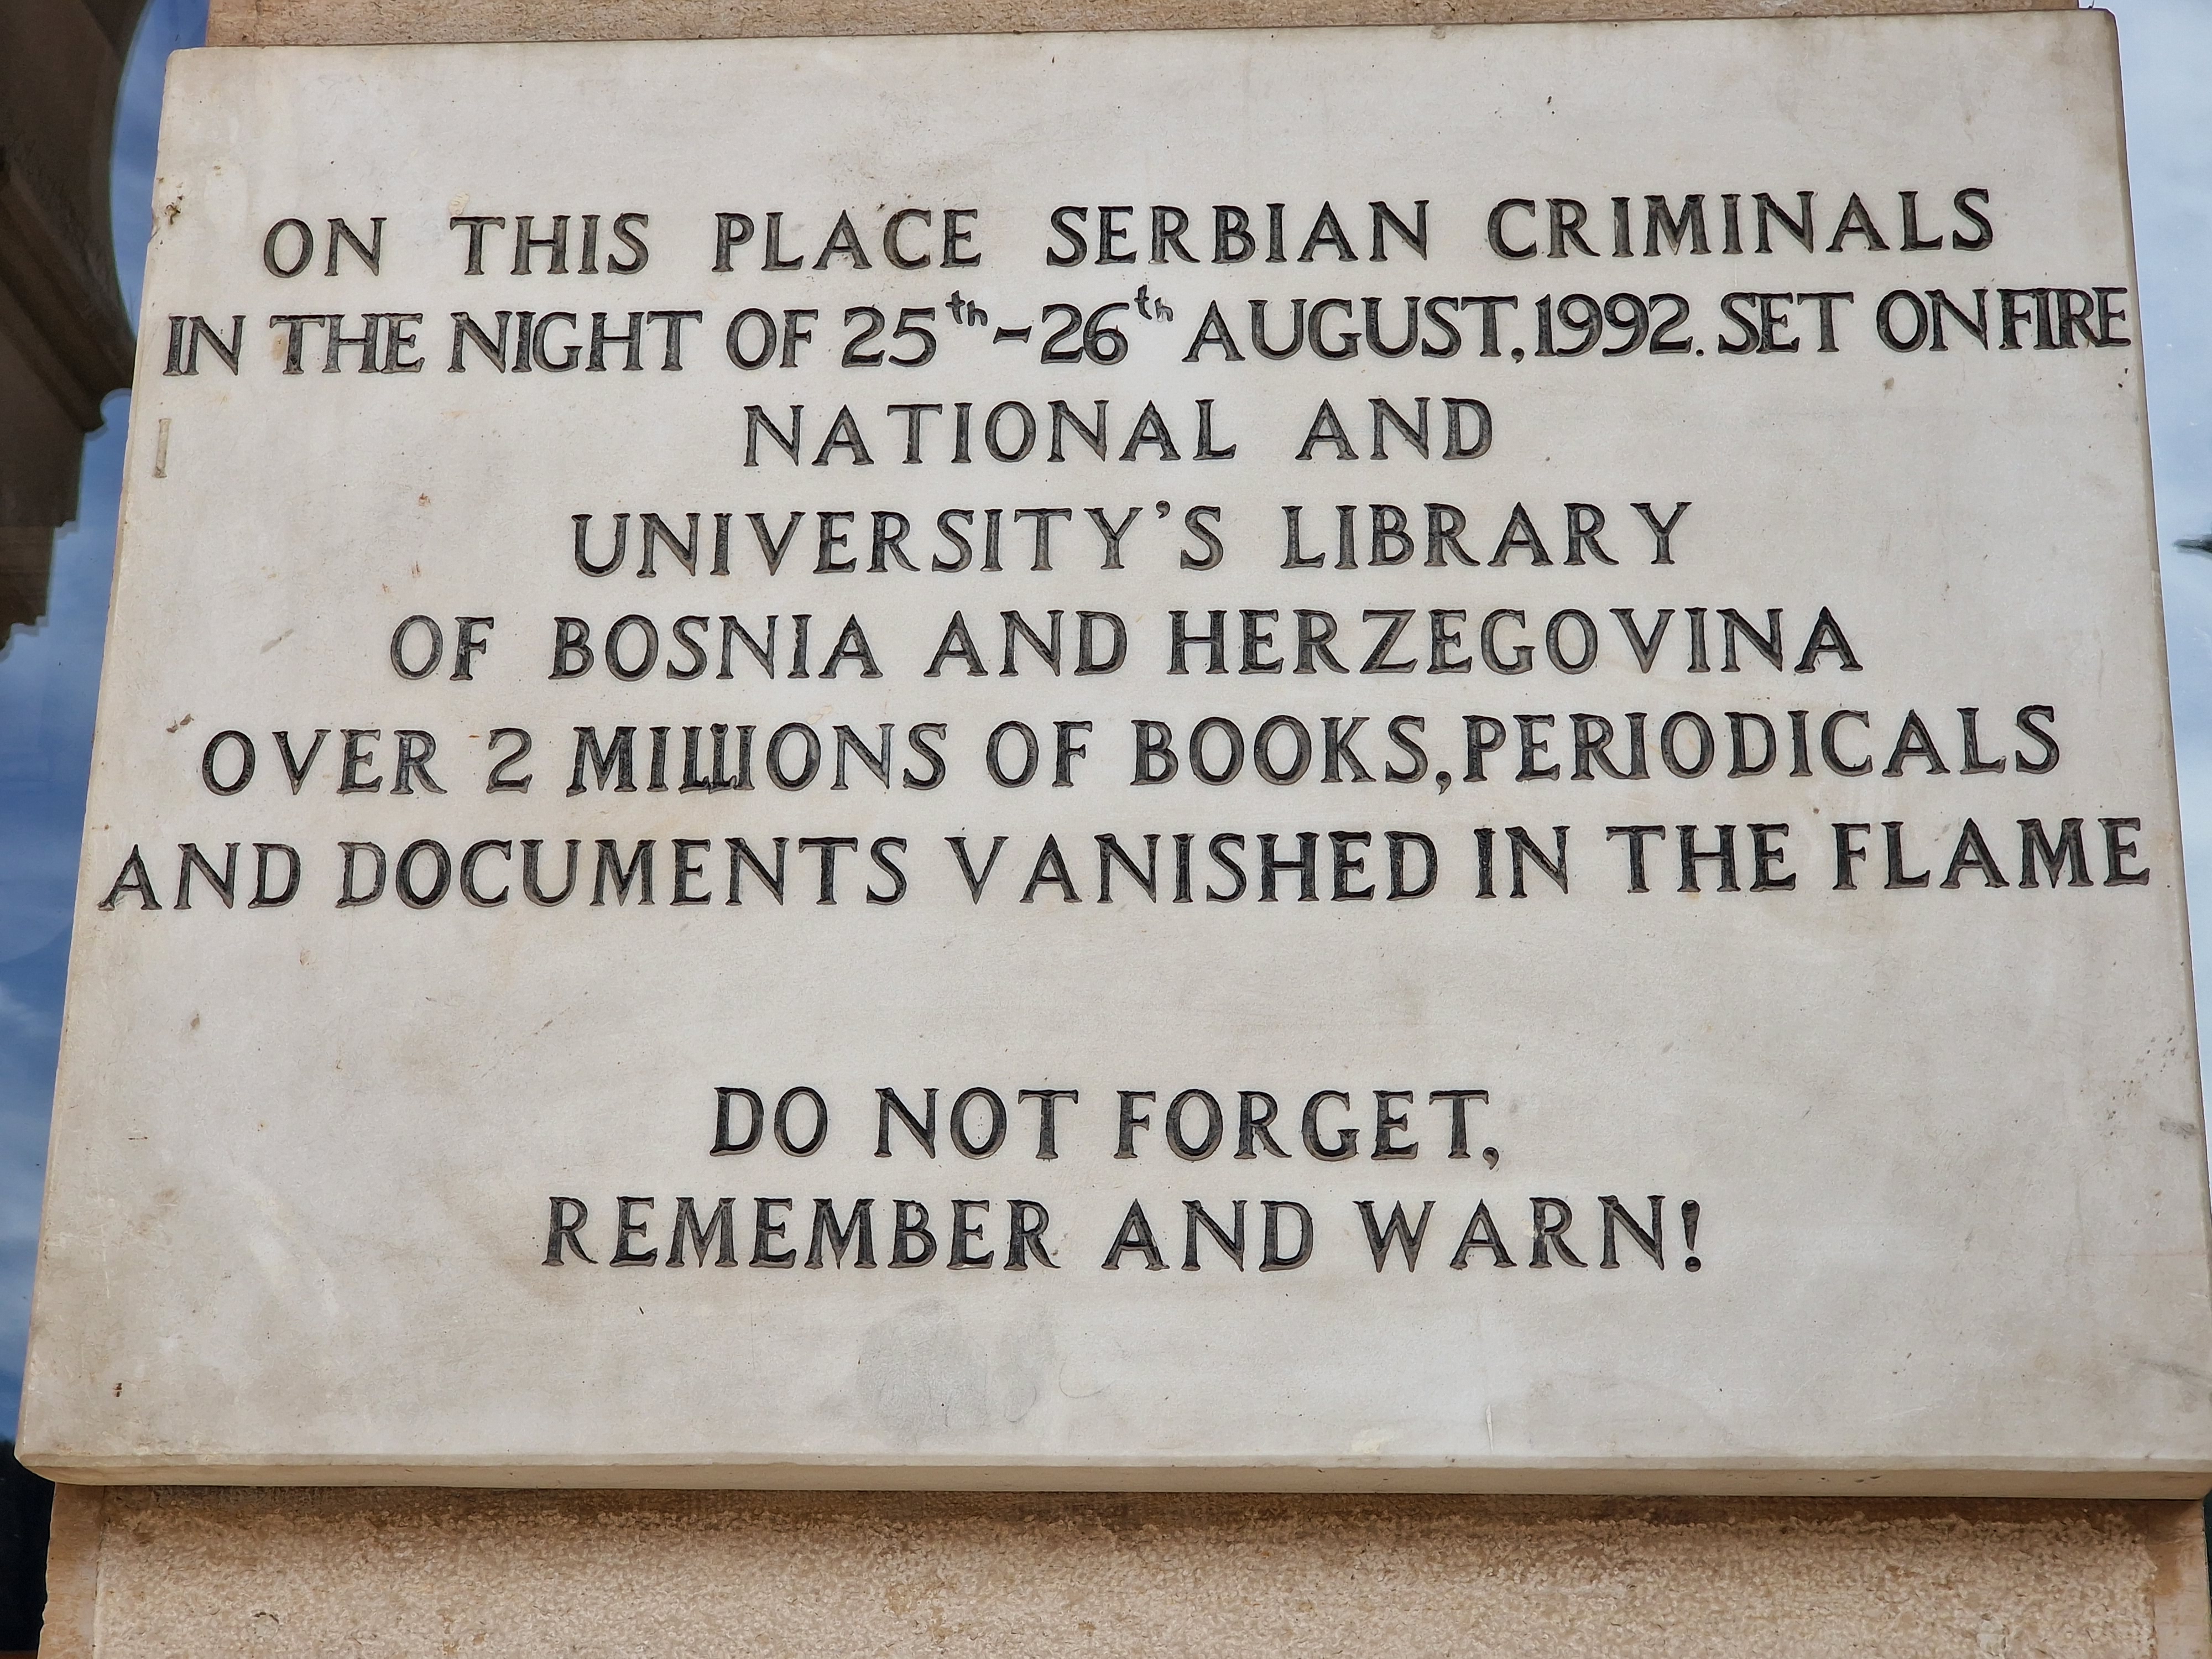 ON THIS PLACE SERBIAN CRIMINALS
IN THE NIGHT OF 25th-26th AUGUST, 1992. SET ON FIRE
NATIONAL AND
UNIVERSITY'S LIBRARY
OF BOSNIA AND HERZEGOVINA
OVER 2 MILLIONS OF BOOKS, PERIODICALS
AND DOCUMENTS VANISHED IN THE FLAME
DO NOT FORGET,
REMEMBER AND WARN!